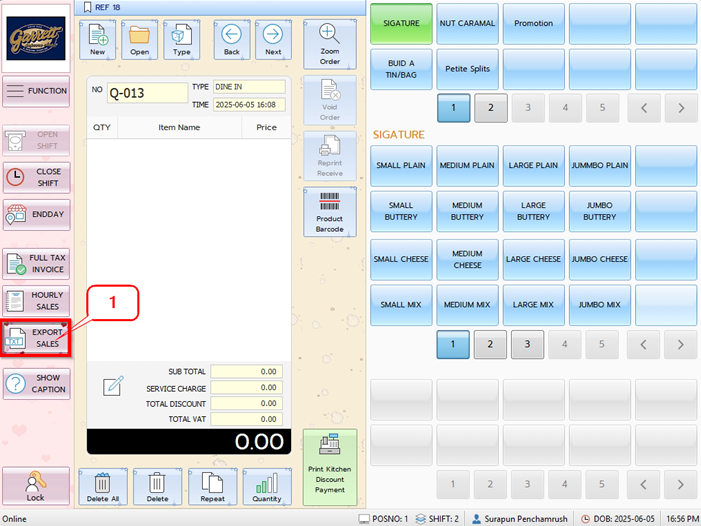 Garrett
REF 18
FUNCTION
OPEN
SHIFT
CLOSE
SHIFT
ENDDAY
FULL TAX
INVOICE
HOURLY
SALES
TXT
EXPORT
SALES
1
SHOW
CAPTION
Lock
New
Open
Type
Back
Next
Zoom
Order
NO Q-013 TYPE DINE IN
TIME 2025-06-05 16:08
QTY Item Name Price
Void
Order
Reprint
Receive
Product
Barcode
SUB TOTAL 0.00
SERVICE CHARGE 0.00
TOTAL DISCOUNT 0.00
TOTAL VAT 0.00
0.00
Print Kitchen
Discount
Payment
Delete All
Delete
Repeat
Quantity
SIGATURE
NUT CARAMAL
Promotion
BUID A
TIN/BAG
Petite Splits
1 2 3 4 5 < >
SIGATURE
SMALL PLAIN
MEDIUM PLAIN
LARGE PLAIN
JUMMBO PLAIN
SMALL
BUTTERY
MEDIUM
BUTTERY
LARGE
BUTTERY
JUMBO
BUTTERY
SMALL CHEESE
MEDIUM
CHEESE
LARGE CHEESE
JUMBO CHEESE
SMALL MIX
MEDIUM MIX
LARGE MIX
JUMBO MIX
1 2 3 4 5 < >
1 2 3 4 5 < >
Online
POSNO: 1
SHIFT: 2
Surapun Penchamrush
DOB: 2025-06-05
16:56 PM